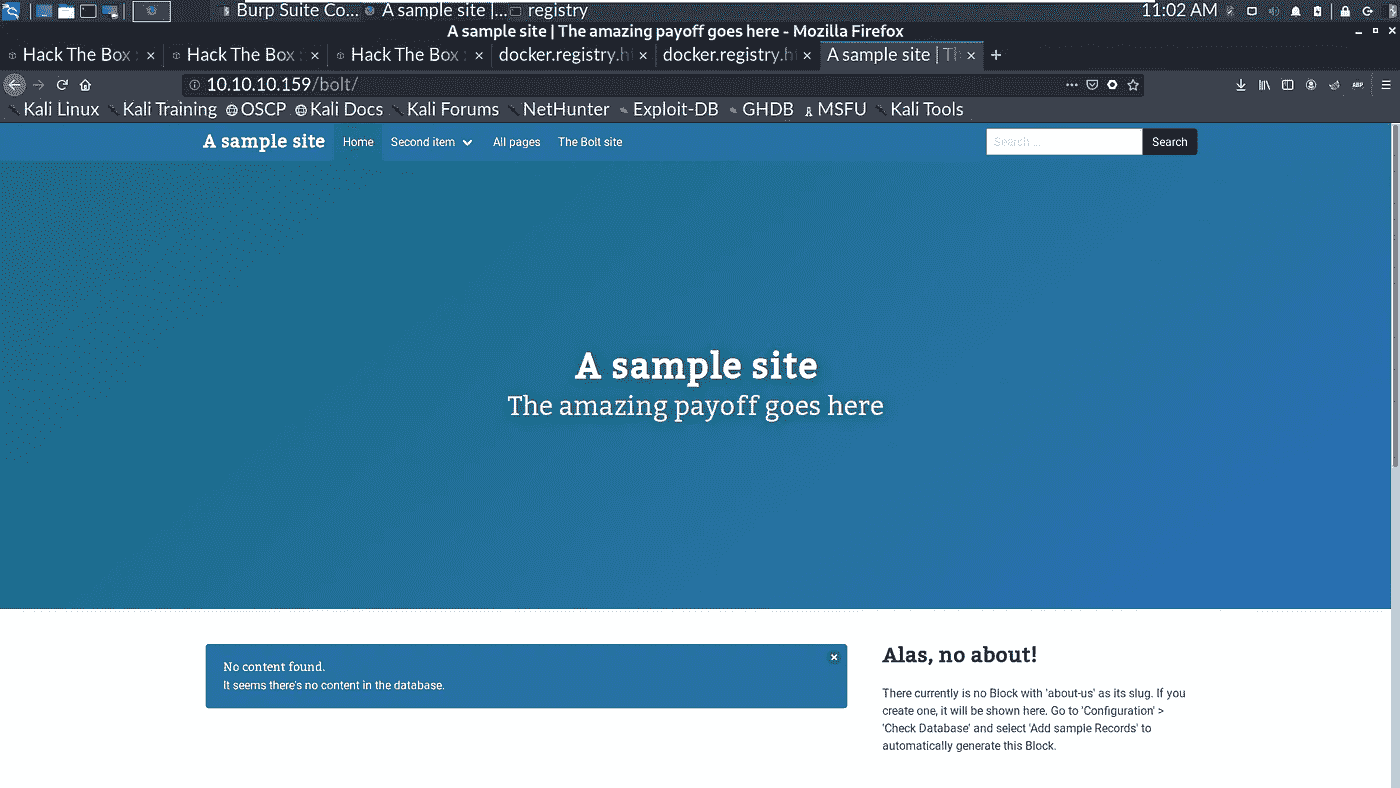 Burp Suite Co... A sample site |... registry 11:02 AM
A sample site | The amazing payoff goes here - Mozilla Firefox
Hack The Box Hack The Box Hack The Box docker.registry.h docker.registry.h A sample site | Th
10.10.10.159/bolt/ ABP
Kali Linux Kali Training OSCP Kali Docs Kali Forums NetHunter Exploit-DB GHDB MSFU Kali Tools
A sample site Home Second item All pages The Bolt site Search ... Search
A sample site
The amazing payoff goes here
No content found.
It seems there's no content in the database.
Alas, no about!
There currently is no Block with 'about-us' as its slug. If you
create one, it will be shown here. Go to 'Configuration' >
'Check Database' and select 'Add sample Records' to
automatically generate this Block.